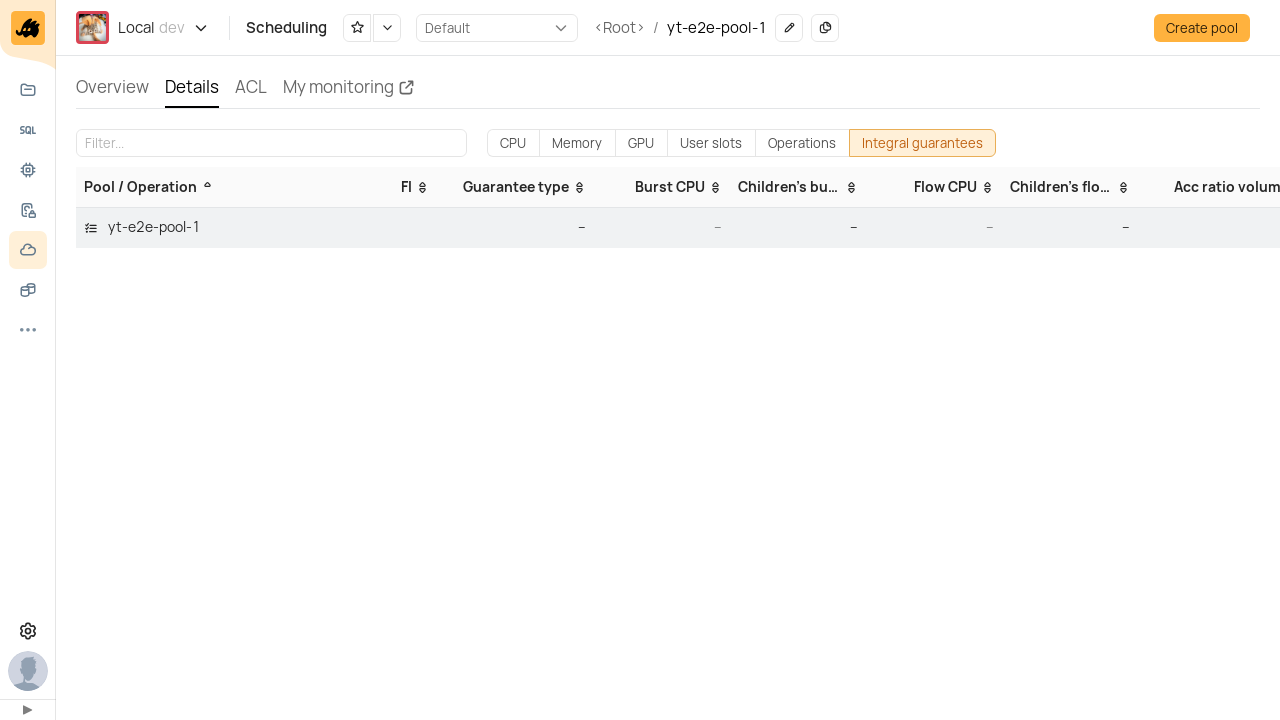 Local dev
Scheduling
Default
<Root> / yt-e2e-pool-1
Create pool
SQL
Overview
Details
ACL
My monitoring
Filter...
CPU
Memory
GPU
User slots
Operations
Integral guarantees
Pool / Operation
FI
Guarantee type
Burst CPU
Children's bu...
Flow CPU
Children's flo...
Acc ratio volum
yt-e2e-pool-1
–
–
–
–
–